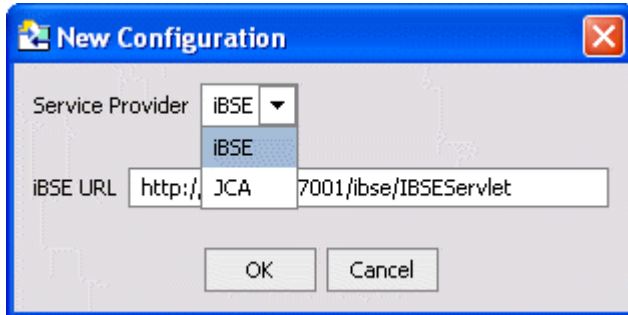 New Configuration
Service Provider iBSE
iBSE
iBSE URL http:/ JCA 7001/ibse/IBSEServlet
OK Cancel